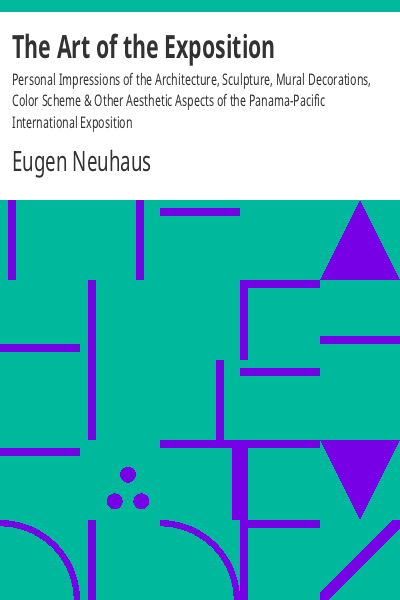 The Art of the Exposition
Personal Impressions of the Architecture, Sculpture, Mural Decorations,
Color Scheme & Other Aesthetic Aspects of the Panama-Pacific
International Exposition
Eugen Neuhaus